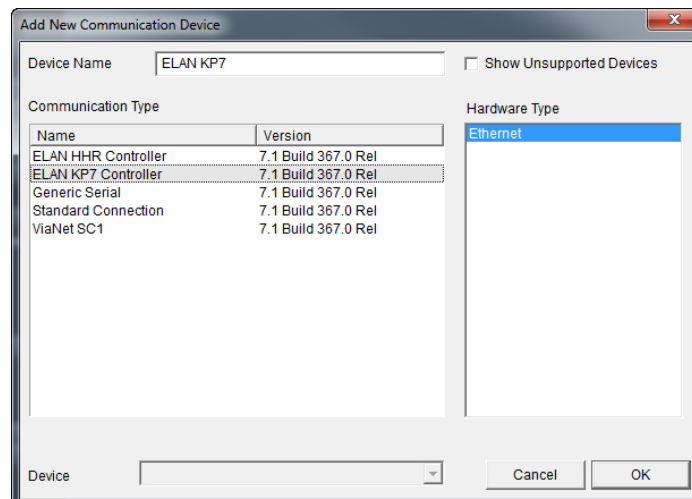 Add New Communication Device
Device Name ELAN KP7 Show Unsupported Devices
Communication Type Hardware Type
Name Version Ethernet
ELAN HHR Controller 7.1 Build 367.0 Rel
ELAN KP7 Controller 7.1 Build 367.0 Rel
Generic Serial 7.1 Build 367.0 Rel
Standard Connection 7.1 Build 367.0 Rel
ViaNet SC1 7.1 Build 367.0 Rel
Device Cancel OK